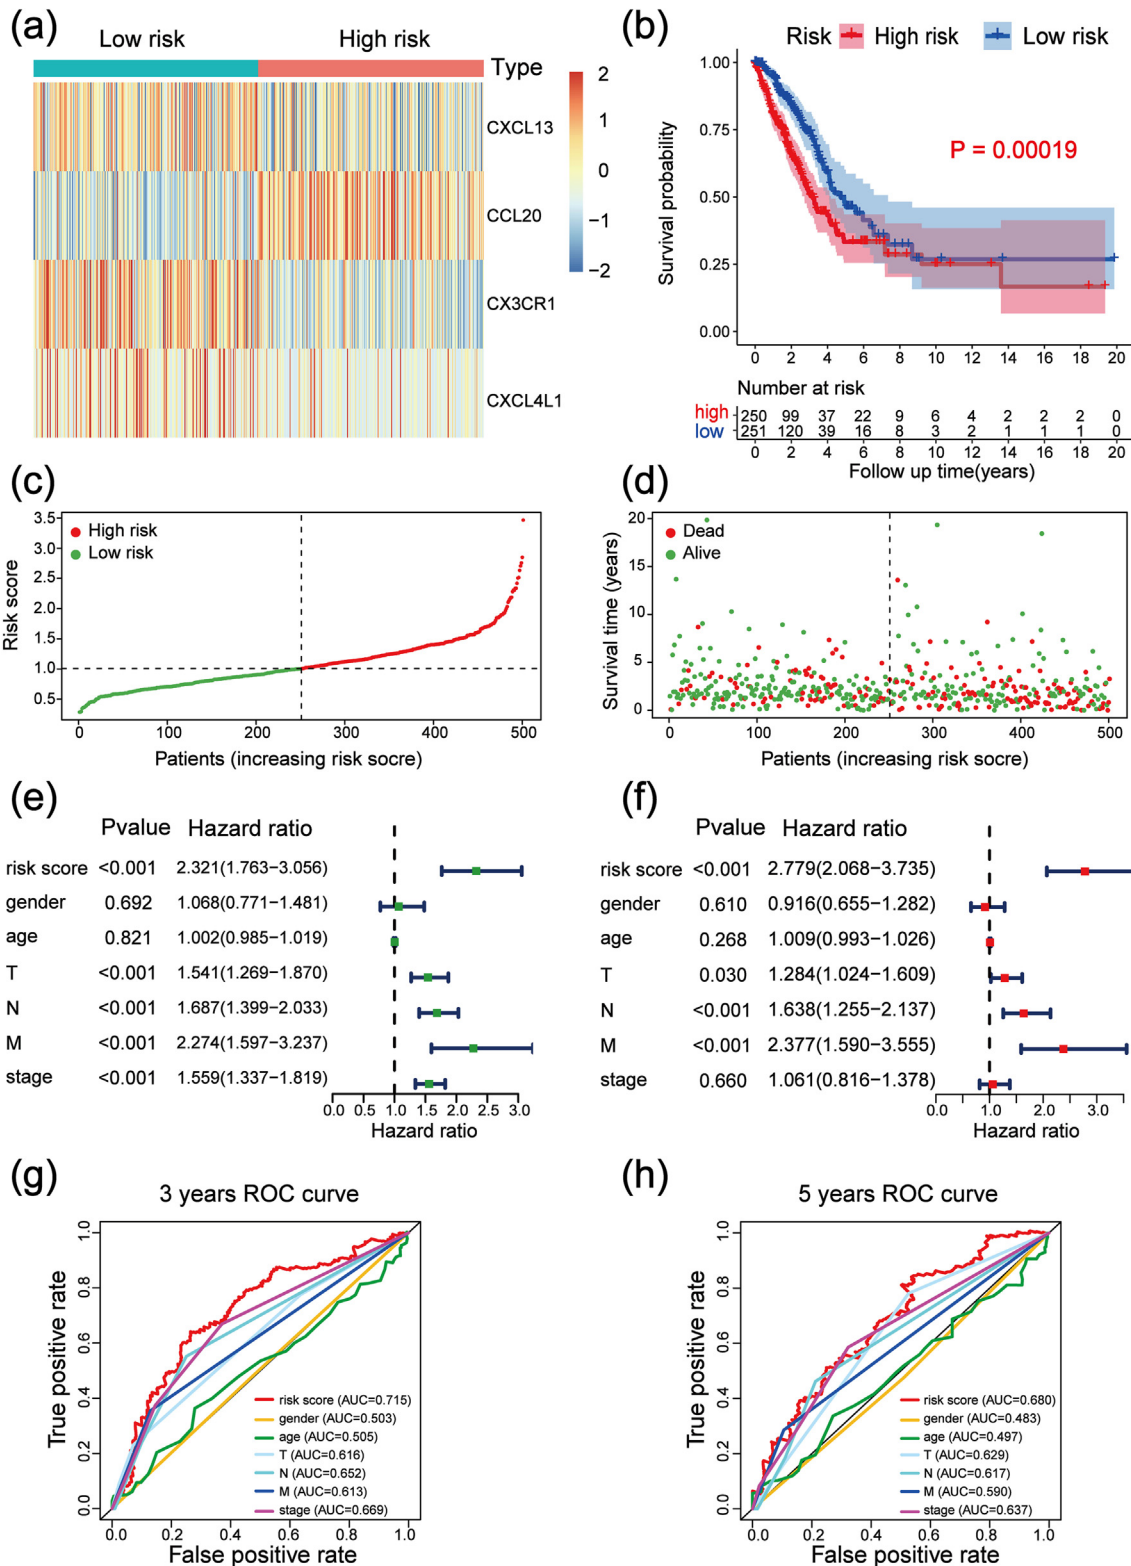 (a)
Low risk
High risk
Type
CXCL13
CCL20
CX3CR1
CXCL4L1
2
1
0
−1
−2
(b)
Risk High risk Low risk
Survival probability
1.00
0.75
0.50
0.25
0.00
P = 0.00019
0 2 4 6 8 10 12 14 16 18 20
Number at risk
high 250 99 37 22 9 6 4 2 2 2 0
low 251 120 39 16 8 3 2 1 1 1 0
0 2 4 6 8 10 12 14 16 18 20
Follow up time(years)
(c)
Risk score
3.5
3.0
2.5
2.0
1.5
1.0
0.5
High risk
Low risk
0 100 200 300 400 500
Patients (increasing risk socre)
(d)
Survival time (years)
20
15
10
5
0
Dead
Alive
0 100 200 300 400 500
Patients (increasing risk socre)
(e)
Pvalue Hazard ratio
risk score <0.001 2.321(1.763−3.056)
gender 0.692 1.068(0.771−1.481)
age 0.821 1.002(0.985−1.019)
T <0.001 1.541(1.269−1.870)
N <0.001 1.687(1.399−2.033)
M <0.001 2.274(1.597−3.237)
stage <0.001 1.559(1.337−1.819)
0.0 1.0 1.5 2.0 3.0
Hazard ratio
(f)
Pvalue Hazard ratio
risk score <0.001 2.779(2.068−3.735)
gender 0.610 0.916(0.655−1.282)
age 0.268 1.009(0.993−1.026)
T 0.030 1.284(1.024−1.609)
N <0.001 1.638(1.255−2.137)
M <0.001 2.377(1.590−3.555)
stage 0.660 1.061(0.816−1.378)
0.0 1.0 2.0 3.0
Hazard ratio
(g)
3 years ROC curve
True positive rate
1.0
0.8
0.6
0.4
0.2
0.0
risk score (AUC=0.715)
gender (AUC=0.503)
age (AUC=0.505)
T (AUC=0.616)
N (AUC=0.652)
M (AUC=0.613)
stage (AUC=0.669)
0.0 0.2 0.4 0.6 0.8 1.0
False positive rate
(h)
5 years ROC curve
True positive rate
1.0
0.8
0.6
0.4
0.2
0.0
risk score (AUC=0.680)
gender (AUC=0.483)
age (AUC=0.497)
T (AUC=0.629)
N (AUC=0.617)
M (AUC=0.590)
stage (AUC=0.637)
0.0 0.2 0.4 0.6 0.8 1.0
False positive rate